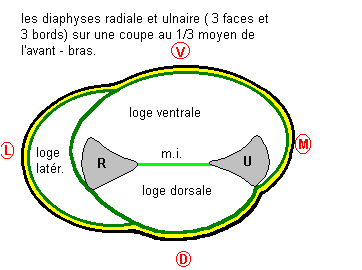 les diaphyses radiale et ulnaire ( 3 faces et
3 bords) sur une coupe au 1/3 moyen de
l'avant - bras.
V
loge ventrale
M
L
loge
latér.
R
m.i.
U
loge dorsale
D